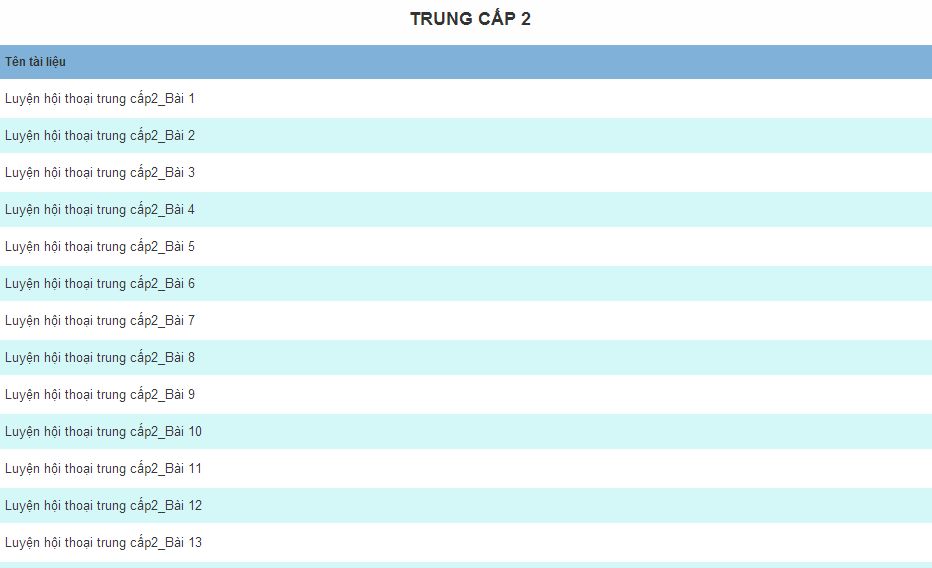 TRUNG CẤP 2
Tên tài liệu
Luyện hội thoại trung cấp2_Bài 1
Luyện hội thoại trung cấp2_Bài 2
Luyện hội thoại trung cấp2_Bài 3
Luyện hội thoại trung cấp2_Bài 4
Luyện hội thoại trung cấp2_Bài 5
Luyện hội thoại trung cấp2_Bài 6
Luyện hội thoại trung cấp2_Bài 7
Luyện hội thoại trung cấp2_Bài 8
Luyện hội thoại trung cấp2_Bài 9
Luyện hội thoại trung cấp2_Bài 10
Luyện hội thoại trung cấp2_Bài 11
Luyện hội thoại trung cấp2_Bài 12
Luyện hội thoại trung cấp2_Bài 13